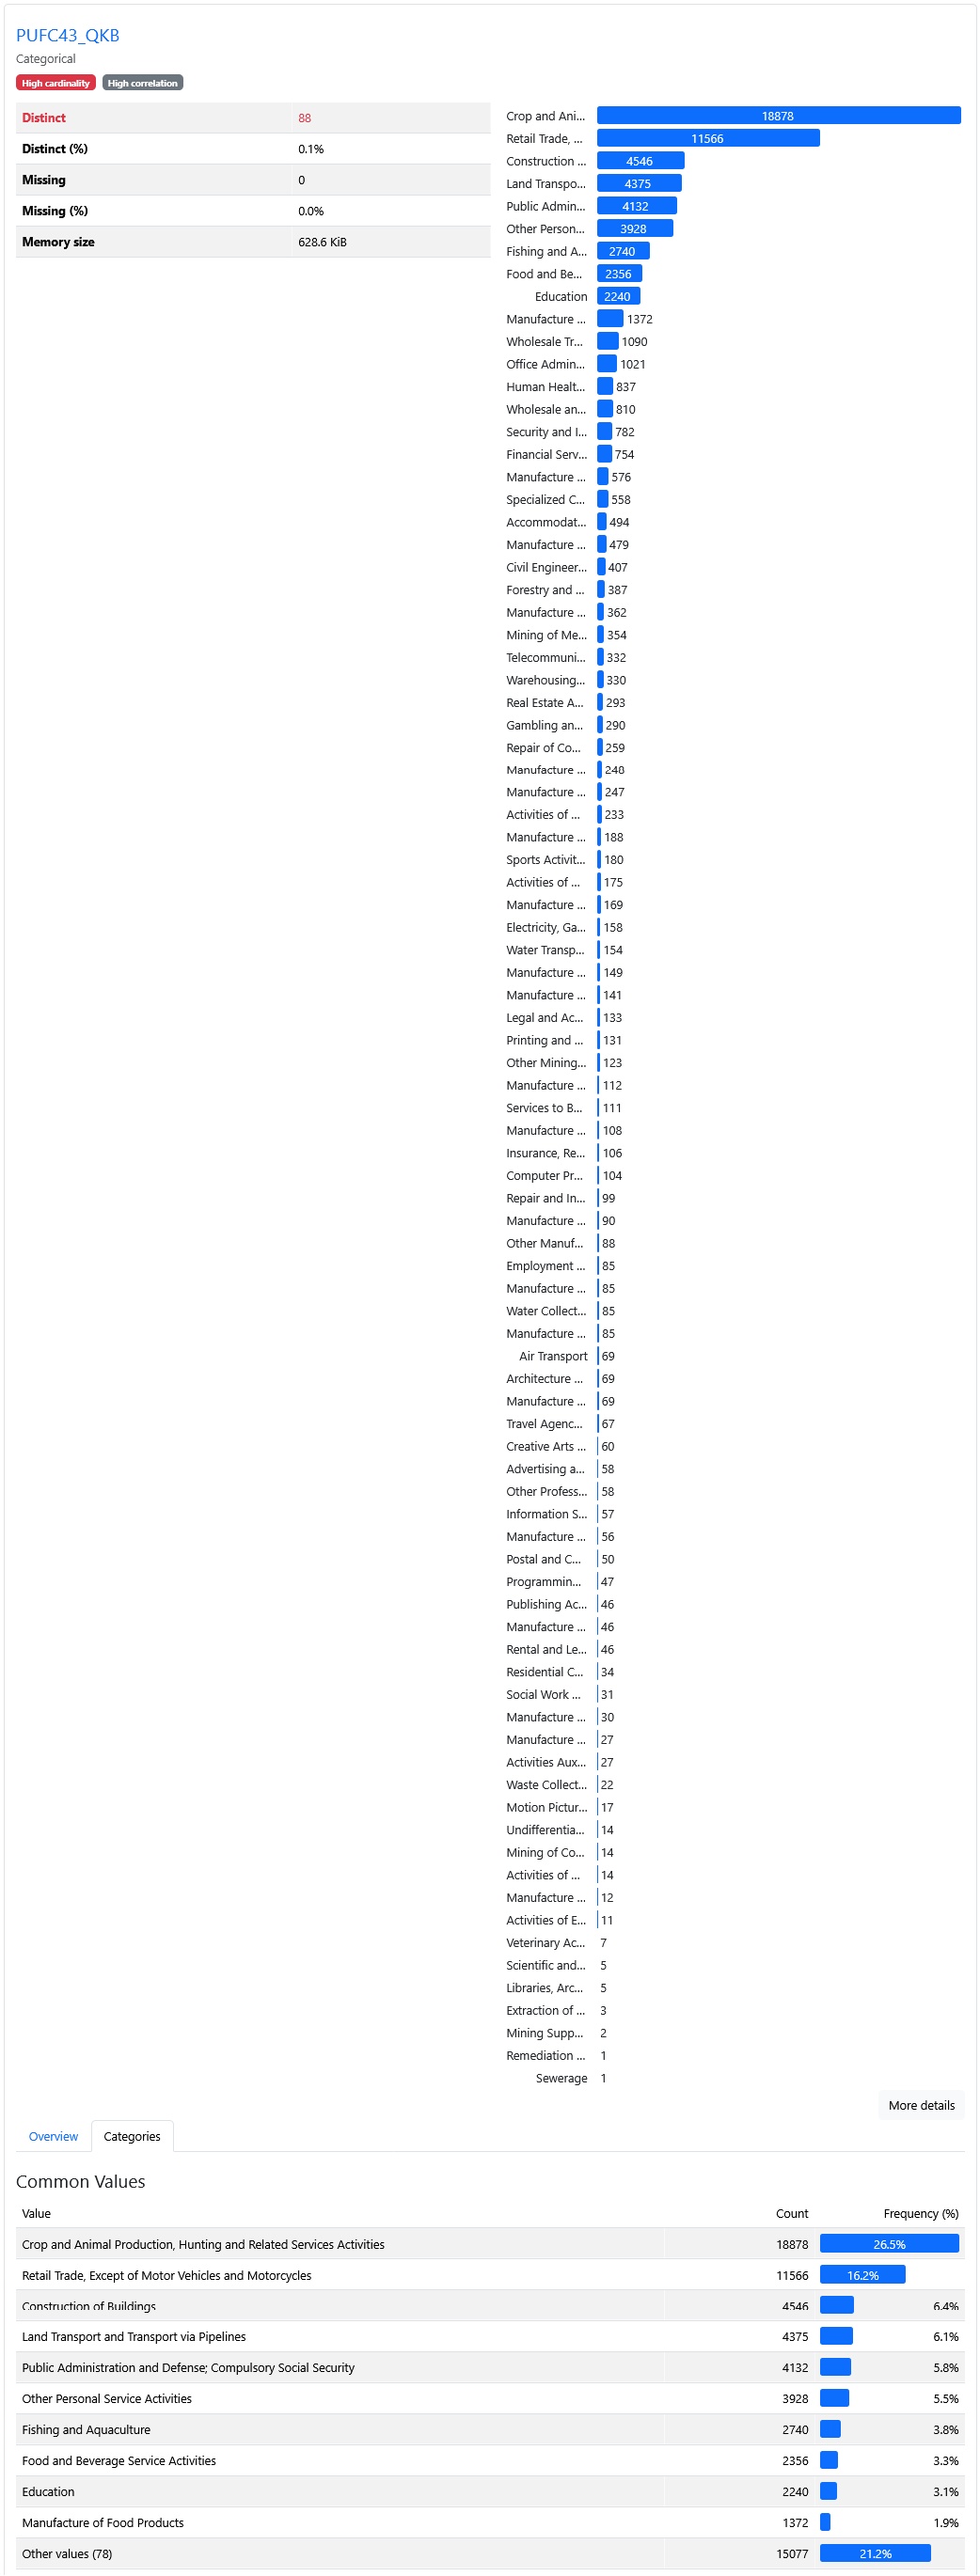 PUFC43_QKB
Categorical
High cardinality High correlation
Distinct 88
Distinct (%) 0.1%
Missing 0
Missing (%) 0.0%
Memory size 628.6 KiB
Crop and Ani... 18878
Retail Trade, ... 11566
Construction ... 4546
Land Transpo... 4375
Public Admin... 4132
Other Person... 3928
Fishing and A... 2740
Food and Be... 2356
Education 2240
Manufacture ... 1372
Wholesale Tr... 1090
Office Admin... 1021
Human Healt... 837
Wholesale an... 810
Security and I... 782
Financial Serv... 754
Manufacture ... 576
Specialized C... 558
Accommodat... 494
Manufacture ... 479
Civil Engineer... 407
Forestry and ... 387
Manufacture ... 362
Mining of Me... 354
Telecommuni... 332
Warehousing... 330
Real Estate A... 293
Gambling an... 290
Repair of Co... 259
Manufacture ... 248
Manufacture ... 247
Activities of ... 233
Manufacture ... 188
Sports Activit... 180
Activities of ... 175
Manufacture ... 169
Electricity, Ga... 158
Water Transp... 154
Manufacture ... 149
Manufacture ... 141
Legal and Ac... 133
Printing and ... 131
Other Mining... 123
Manufacture ... 112
Services to B... 111
Manufacture ... 108
Insurance, Re... 106
Computer Pr... 104
Repair and In... 99
Manufacture ... 90
Other Manuf... 88
Employment ... 85
Manufacture ... 85
Water Collect... 85
Manufacture ... 85
Air Transport 69
Architecture ... 69
Manufacture ... 69
Travel Agenc... 67
Creative Arts ... 60
Advertising a... 58
Other Profess... 58
Information S... 57
Manufacture ... 56
Postal and C... 50
Programmin... 47
Publishing Ac... 46
Manufacture ... 46
Rental and Le... 46
Residential C... 34
Social Work ... 31
Manufacture ... 30
Manufacture ... 27
Activities Aux... 27
Waste Collect... 22
Motion Pictur... 17
Undifferentia... 14
Mining of Co... 14
Activities of ... 14
Manufacture ... 12
Activities of E... 11
Veterinary Ac... 7
Scientific and... 5
Libraries, Arc... 5
Extraction of ... 3
Mining Supp... 2
Remediation ... 1
Sewerage 1
More details
Overview Categories
Common Values
Value Count Frequency (%)
Crop and Animal Production, Hunting and Related Services Activities 18878 26.5%
Retail Trade, Except of Motor Vehicles and Motorcycles 11566 16.2%
Construction of Buildings 4546 6.4%
Land Transport and Transport via Pipelines 4375 6.1%
Public Administration and Defense; Compulsory Social Security 4132 5.8%
Other Personal Service Activities 3928 5.5%
Fishing and Aquaculture 2740 3.8%
Food and Beverage Service Activities 2356 3.3%
Education 2240 3.1%
Manufacture of Food Products 1372 1.9%
Other values (78) 15077 21.2%